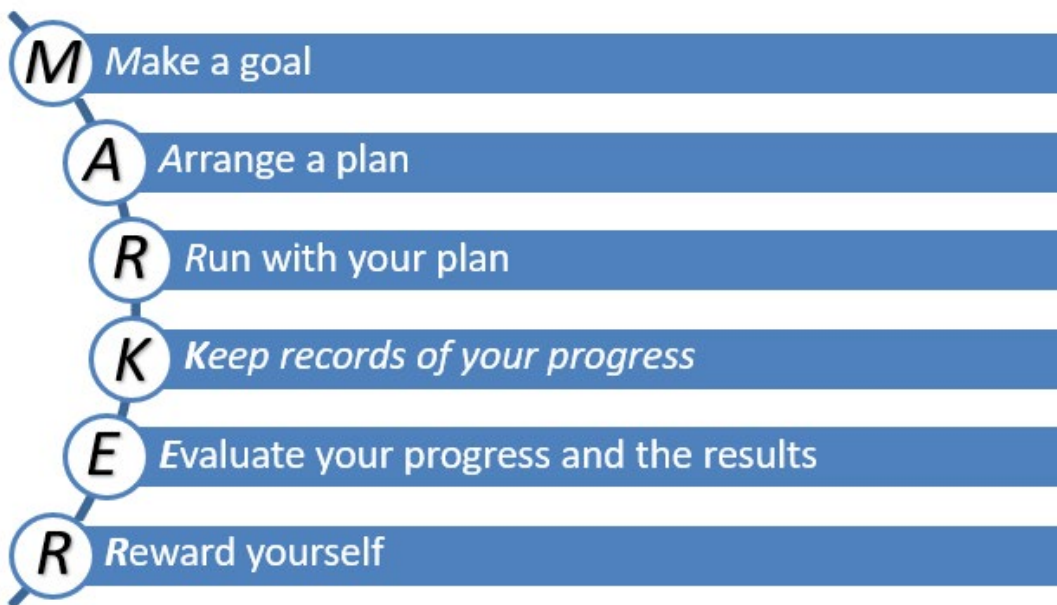 M Make a goal
A Arrange a plan
R Run with your plan
K Keep records of your progress
E Evaluate your progress and the results
R Reward yourself